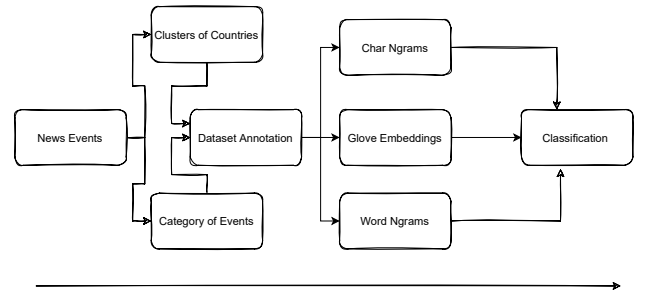 Clusters of Countries
Char Ngrams
News Events
Dataset Annotation
Glove Embeddings
Classification
Category of Events
Word Ngrams